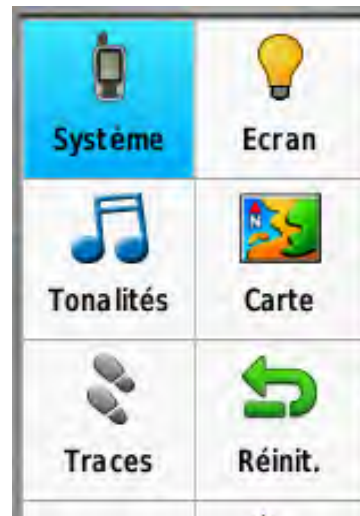 Système
Ecran
Tonalités
Carte
N
Traces
Réinit.